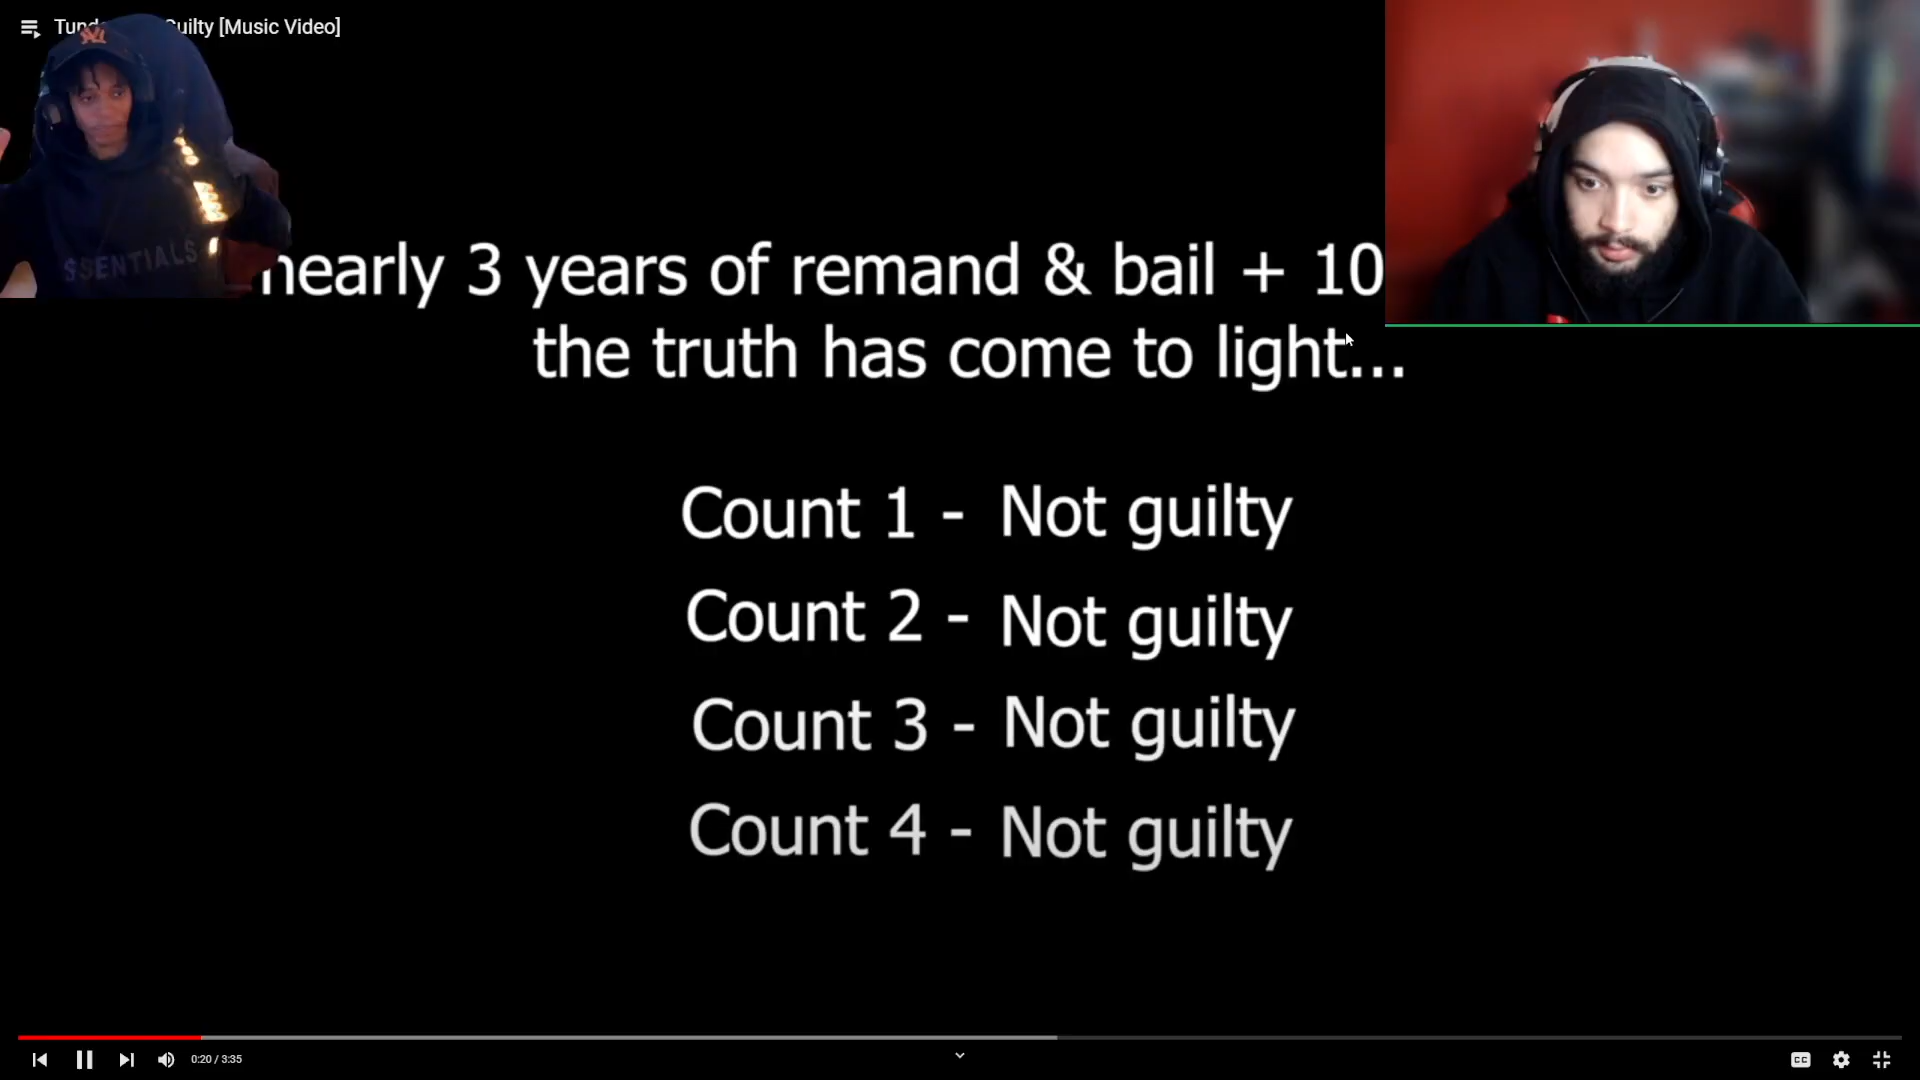 uilty [Music Video]
SSENTIALS
nearly 3 years of remand & bail + 10
the truth has come to light...
Count 1 - Not guilty
Count 2 - Not guilty
Count 3 - Not guilty
Count 4 - Not guilty
0:20 / 3:35
CC